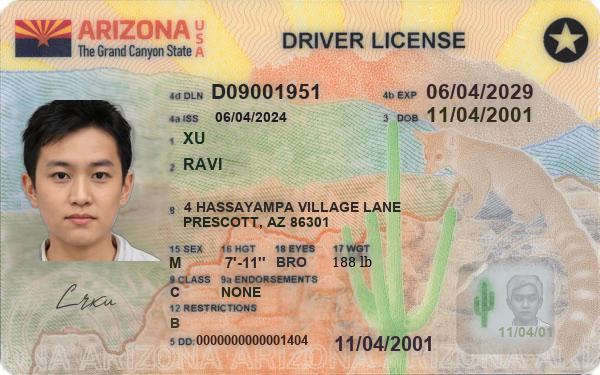 ARIZONA USA
The Grand Canyon State
DRIVER LICENSE
4d DLN D09001951
4b EXP 06/04/2029
4a ISS 06/04/2024
3 DOB 11/04/2001
1 XU
2 RAVI
8 4 HASSAYAMPA VILLAGE LANE
PRESCOTT, AZ 86301
15 SEX 16 HGT 18 EYES 17 WGT
M 7'-11" BRO 188 lb
9 CLASS 9a ENDORSEMENTS
C NONE
12 RESTRICTIONS
B
5 DD: 0000000000001404
11/04/2001
11/04/01
ARIZONA ARIZONA ARIZONA ARIZONA